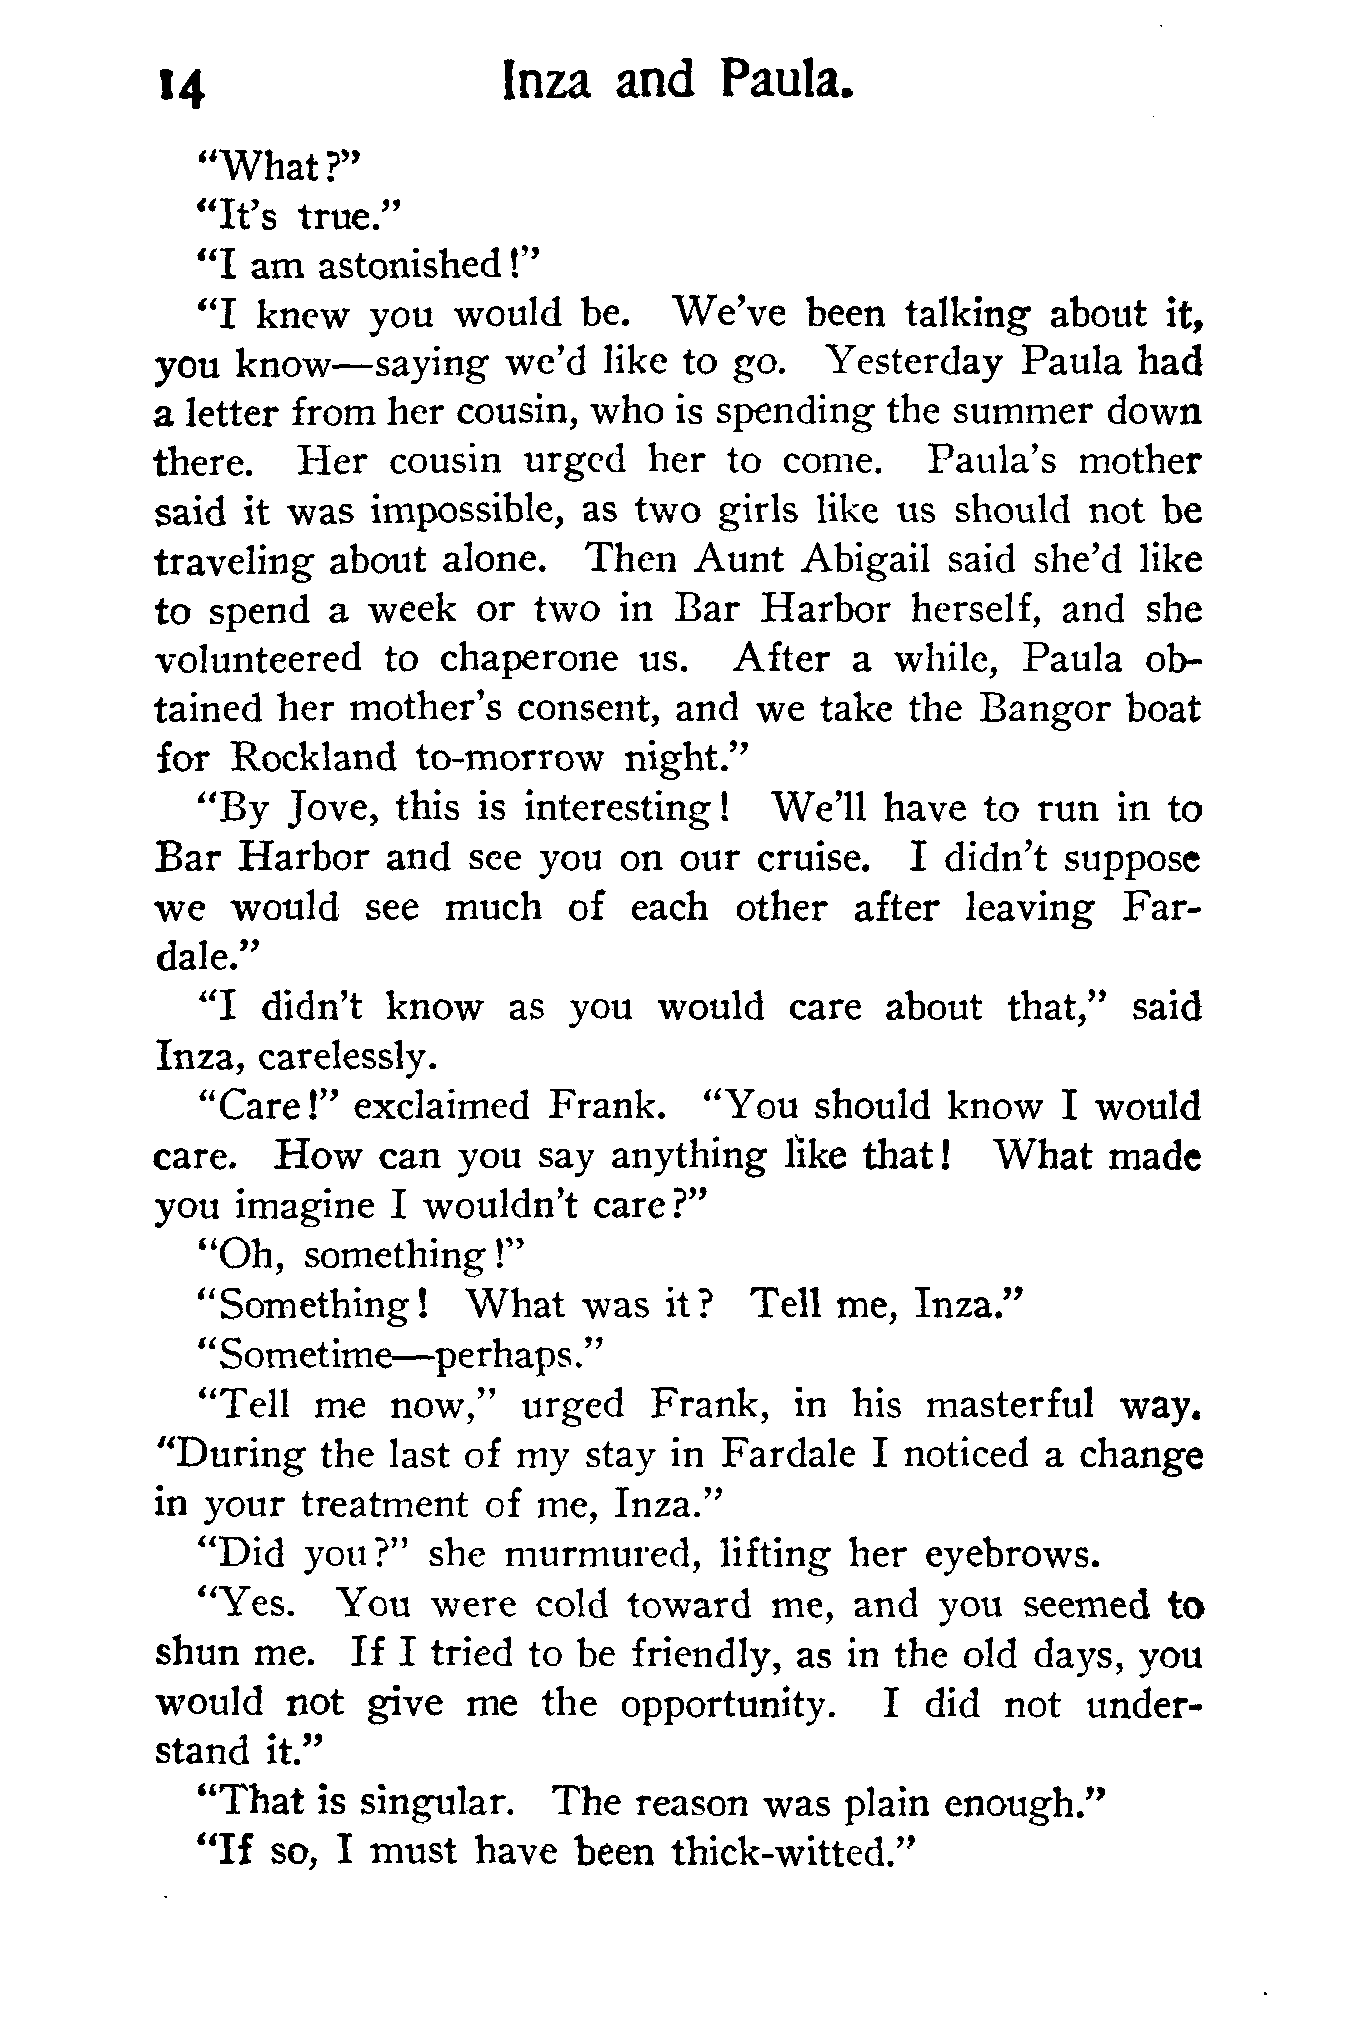 14 Inza and Paula.
“What?”
“It’s true.”
“I am astonished!”
“I knew you would be. We’ve been talking about it,
you know—saying we’d like to go. Yesterday Paula had
a letter from her cousin, who is spending the summer down
there. Her cousin urged her to come. Paula’s mother
said it was impossible, as two girls like us should not be
traveling about alone. Then Aunt Abigail said she’d like
to spend a week or two in Bar Harbor herself, and she
volunteered to chaperone us. After a while, Paula ob-
tained her mother’s consent, and we take the Bangor boat
for Rockland to-morrow night.”
“By Jove, this is interesting! We’ll have to run in to
Bar Harbor and see you on our cruise. I didn’t suppose
we would see much of each other after leaving Far-
dale.”
“I didn’t know as you would care about that,” said
Inza, carelessly.
“Care!” exclaimed Frank. “You should know I would
care. How can you say anything like that! What made
you imagine I wouldn’t care?”
“Oh, something!”
“Something! What was it? Tell me, Inza.”
“Sometime—perhaps.”
“Tell me now,” urged Frank, in his masterful way.
“During the last of my stay in Fardale I noticed a change
in your treatment of me, Inza.”
“Did you?” she murmured, lifting her eyebrows.
“Yes. You were cold toward me, and you seemed to
shun me. If I tried to be friendly, as in the old days, you
would not give me the opportunity. I did not under-
stand it.”
“That is singular. The reason was plain enough.”
“If so, I must have been thick-witted.”